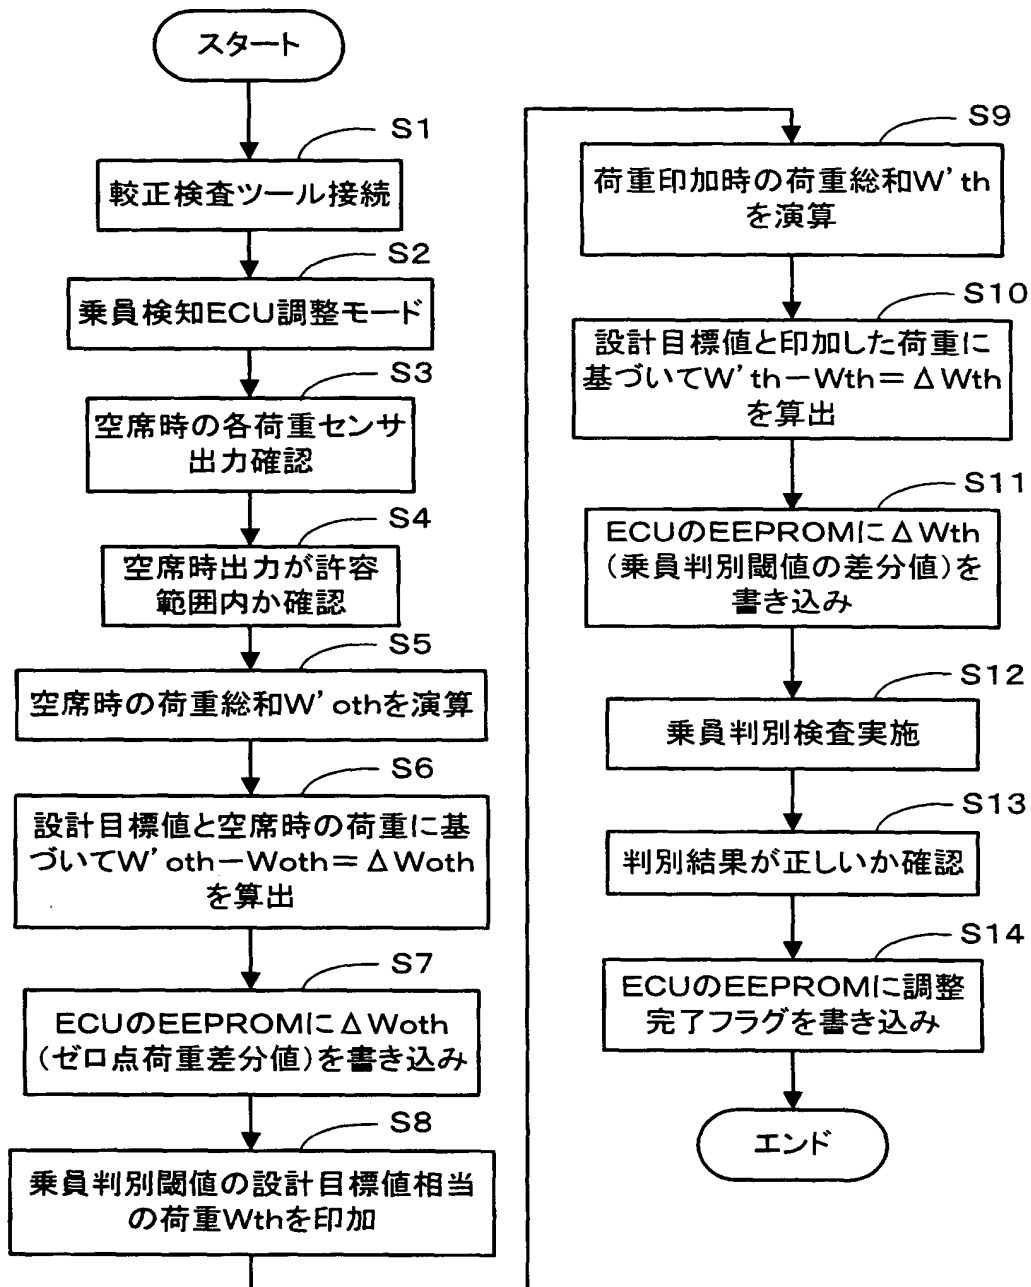 スタート
S1
較正検査ツール接続
S2
乗員検知ECU調整モード
S3
空席時の各荷重センサ
出力確認
S4
空席時出力が許容
範囲内か確認
S5
空席時の荷重総和W'othを演算
S6
設計目標値と空席時の荷重に基
づいてW'oth−Woth=ΔWoth
を算出
S7
ECUのEEPROMにΔWoth
(ゼロ点荷重差分値)を書き込み
S8
乗員判別閾値の設計目標値相当
の荷重Wthを印加
S9
荷重印加時の荷重総和W'th
を演算
S10
設計目標値と印加した荷重に
基づいてW'th−Wth=ΔWth
を算出
S11
ECUのEEPROMにΔWth
(乗員判別閾値の差分値)を
書き込み
S12
乗員判別検査実施
S13
判別結果が正しいか確認
S14
ECUのEEPROMに調整
完了フラグを書き込み
エンド